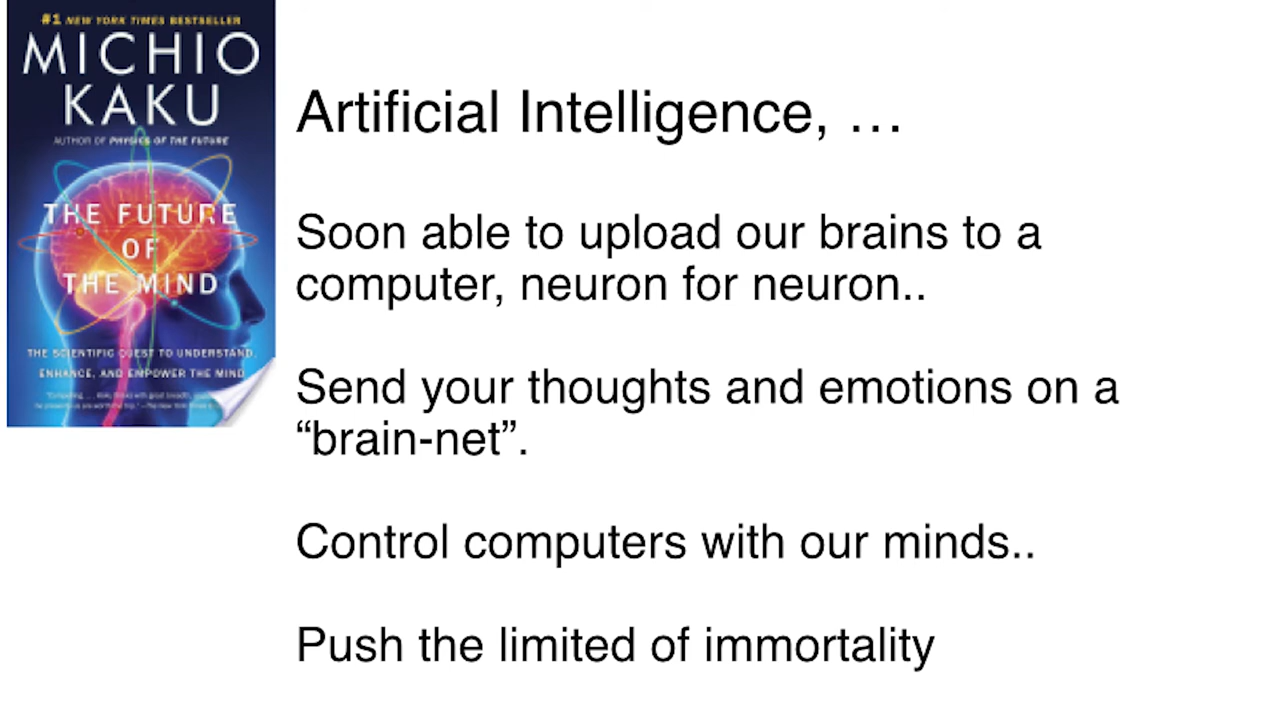 #1 NEW YORK TIMES BESTSELLER
MICHIO
KAKU
AUTHOR OF PHYSICS OF THE FUTURE
THE FUTURE
OF
THE MIND
THE SCIENTIFIC QUEST TO UNDERSTAND,
ENHANCE, AND EMPOWER THE MIND
Artificial Intelligence, …
Soon able to upload our brains to a
computer, neuron for neuron..
Send your thoughts and emotions on a
“brain-net”.
Control computers with our minds..
Push the limited of immortality